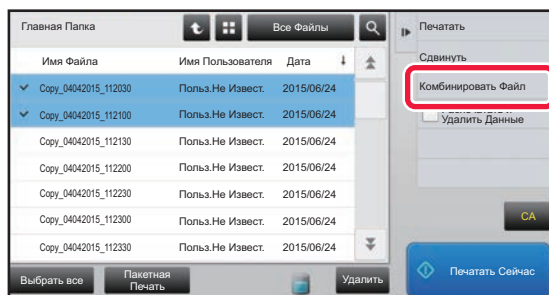 Главная Папка
Все Файлы
Имя Файла Имя Пользователя Дата
Copy_04042015_112030 Польз.Не Извест. 2015/06/24
Copy_04042015_112100 Польз.Не Извест. 2015/06/24
Copy_04042015_112130 Польз.Не Извест. 2015/06/24
Copy_04042015_112200 Польз.Не Извест. 2015/06/24
Copy_04042015_112230 Польз.Не Извест. 2015/06/24
Copy_04042015_112300 Польз.Не Извест. 2015/06/24
Copy_04042015_112330 Польз.Не Извест. 2015/06/24
Выбрать все
Пакетная
Печать
Удалить
Печатать
Сдвинуть
Комбинировать Файл
Удалить Данные
CA
Печатать Сейчас